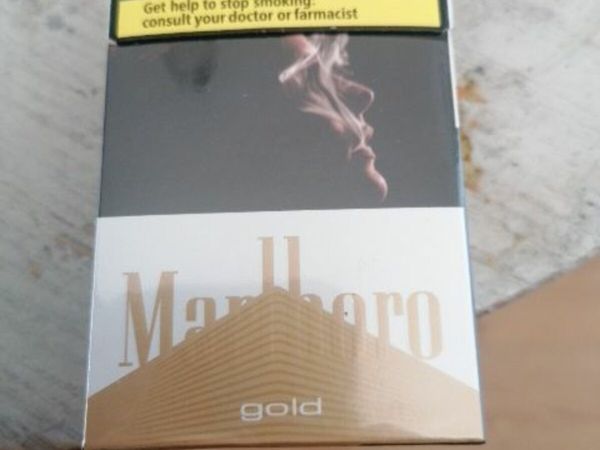 Get help to stop smoking:
consult your doctor or farmacist
Marlboro
gold